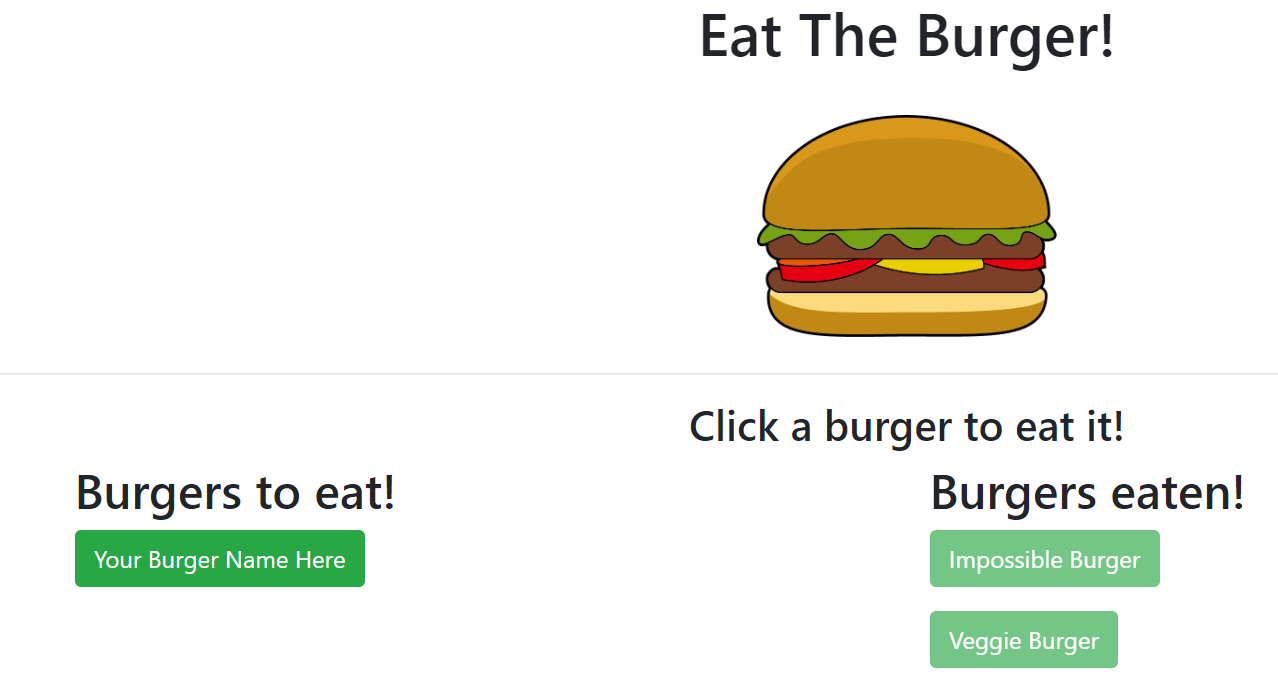 Eat The Burger!
Click a burger to eat it!
Burgers to eat!
Your Burger Name Here
Burgers eaten!
Impossible Burger
Veggie Burger